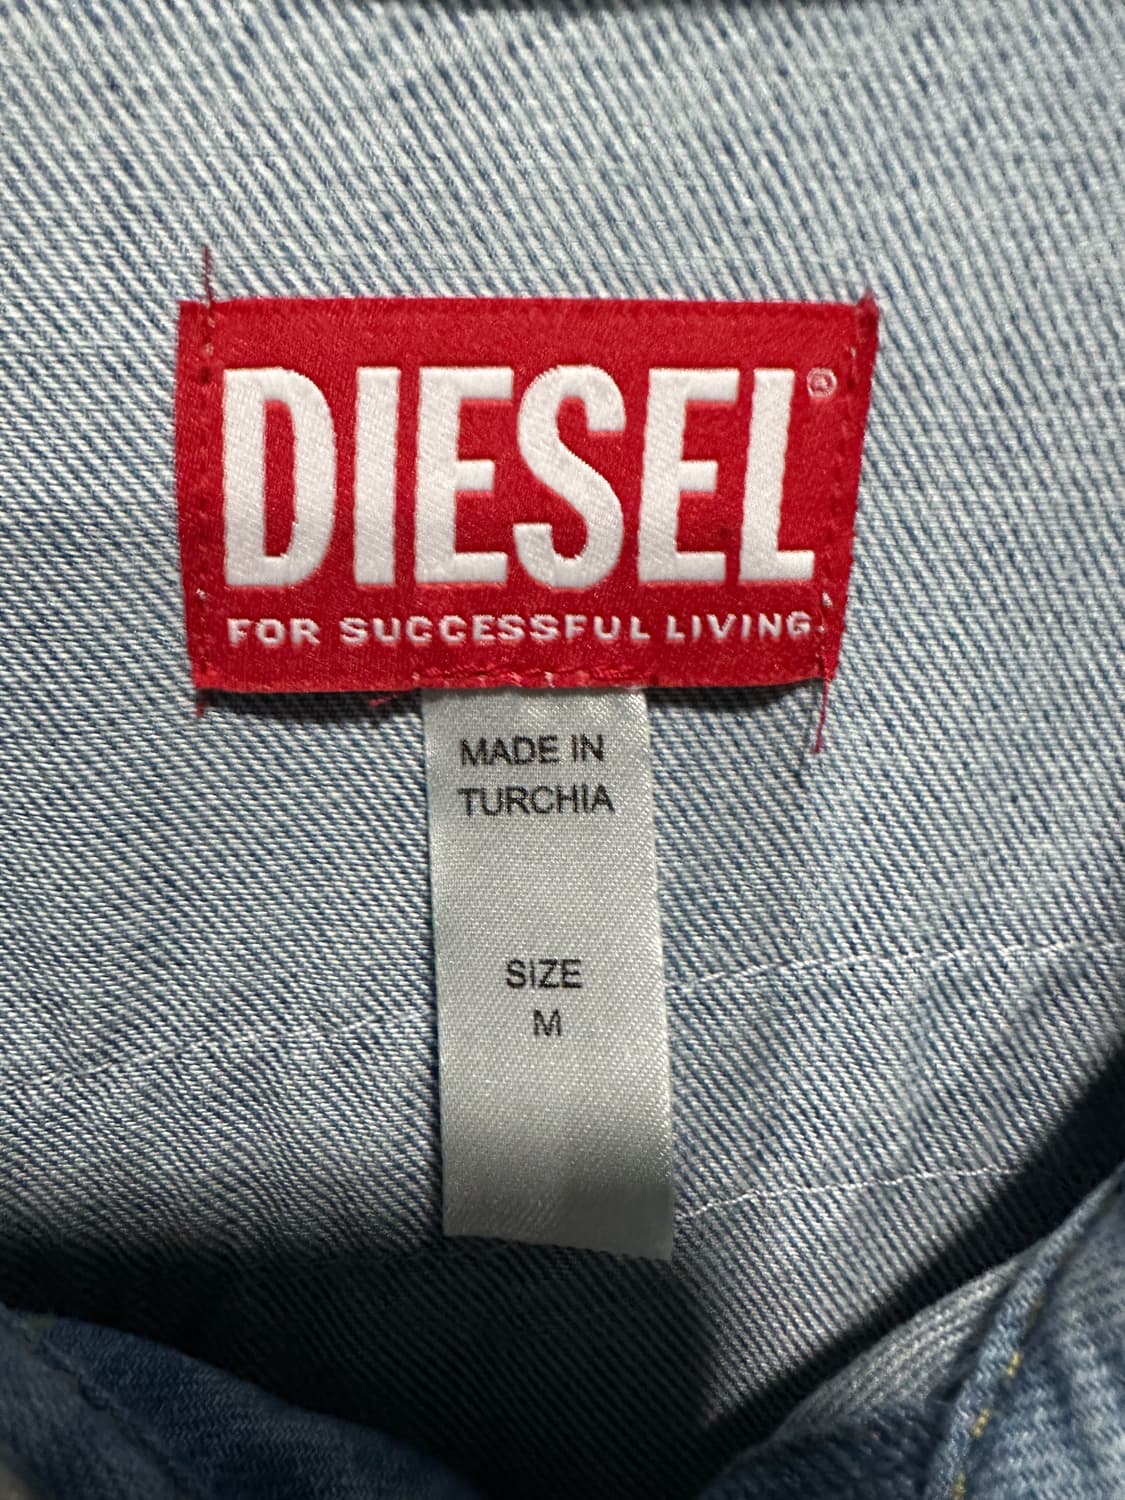 DIESEL®
FOR SUCCESSFUL LIVING
MADE IN
TURCHIA
SIZE
M